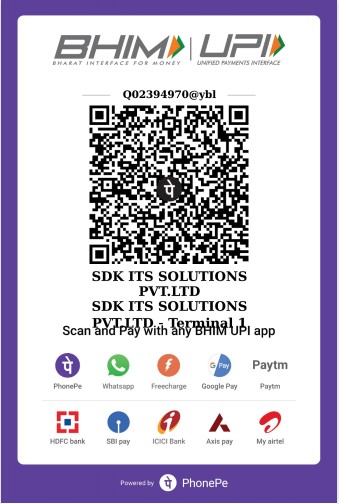 BHIM UPI
BHARAT INTERFACE FOR MONEY UNIFIED PAYMENTS INTERFACE
Q02394970@ybl
पे
SDK ITS SOLUTIONS
PVT.LTD
SDK ITS SOLUTIONS
PVT.LTD - Terminal 1
Scan and Pay with any BHIM UPI app
पे G Pay Paytm
PhonePe Whatsapp Freecharge Google Pay Paytm
HDFC bank SBI pay ICICI Bank Axis pay My airtel
Powered by पे PhonePe